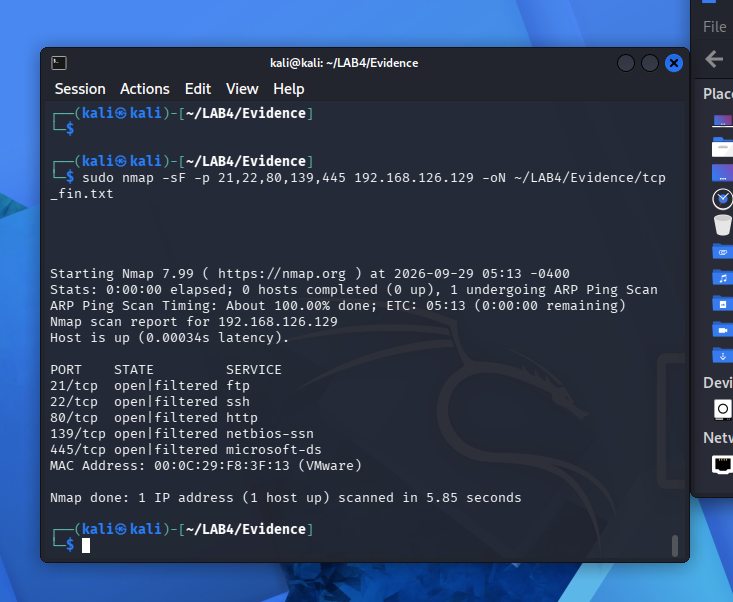 File
kali@kali: ~/LAB4/Evidence
Session Actions Edit View Help
┌──(kali㉿kali)-[~/LAB4/Evidence]
└─$
┌──(kali㉿kali)-[~/LAB4/Evidence]
└─$ sudo nmap -sF -p 21,22,80,139,445 192.168.126.129 -oN ~/LAB4/Evidence/tcp
_fin.txt
Starting Nmap 7.99 ( https://nmap.org ) at 2026-09-29 05:13 -0400
Stats: 0:00:00 elapsed; 0 hosts completed (0 up), 1 undergoing ARP Ping Scan
ARP Ping Scan Timing: About 100.00% done; ETC: 05:13 (0:00:00 remaining)
Nmap scan report for 192.168.126.129
Host is up (0.00034s latency).
PORT    STATE         SERVICE
21/tcp  open|filtered ftp
22/tcp  open|filtered ssh
80/tcp  open|filtered http
139/tcp open|filtered netbios-ssn
445/tcp open|filtered microsoft-ds
MAC Address: 00:0C:29:F8:3F:13 (VMware)
Nmap done: 1 IP address (1 host up) scanned in 5.85 seconds
┌──(kali㉿kali)-[~/LAB4/Evidence]
└─$